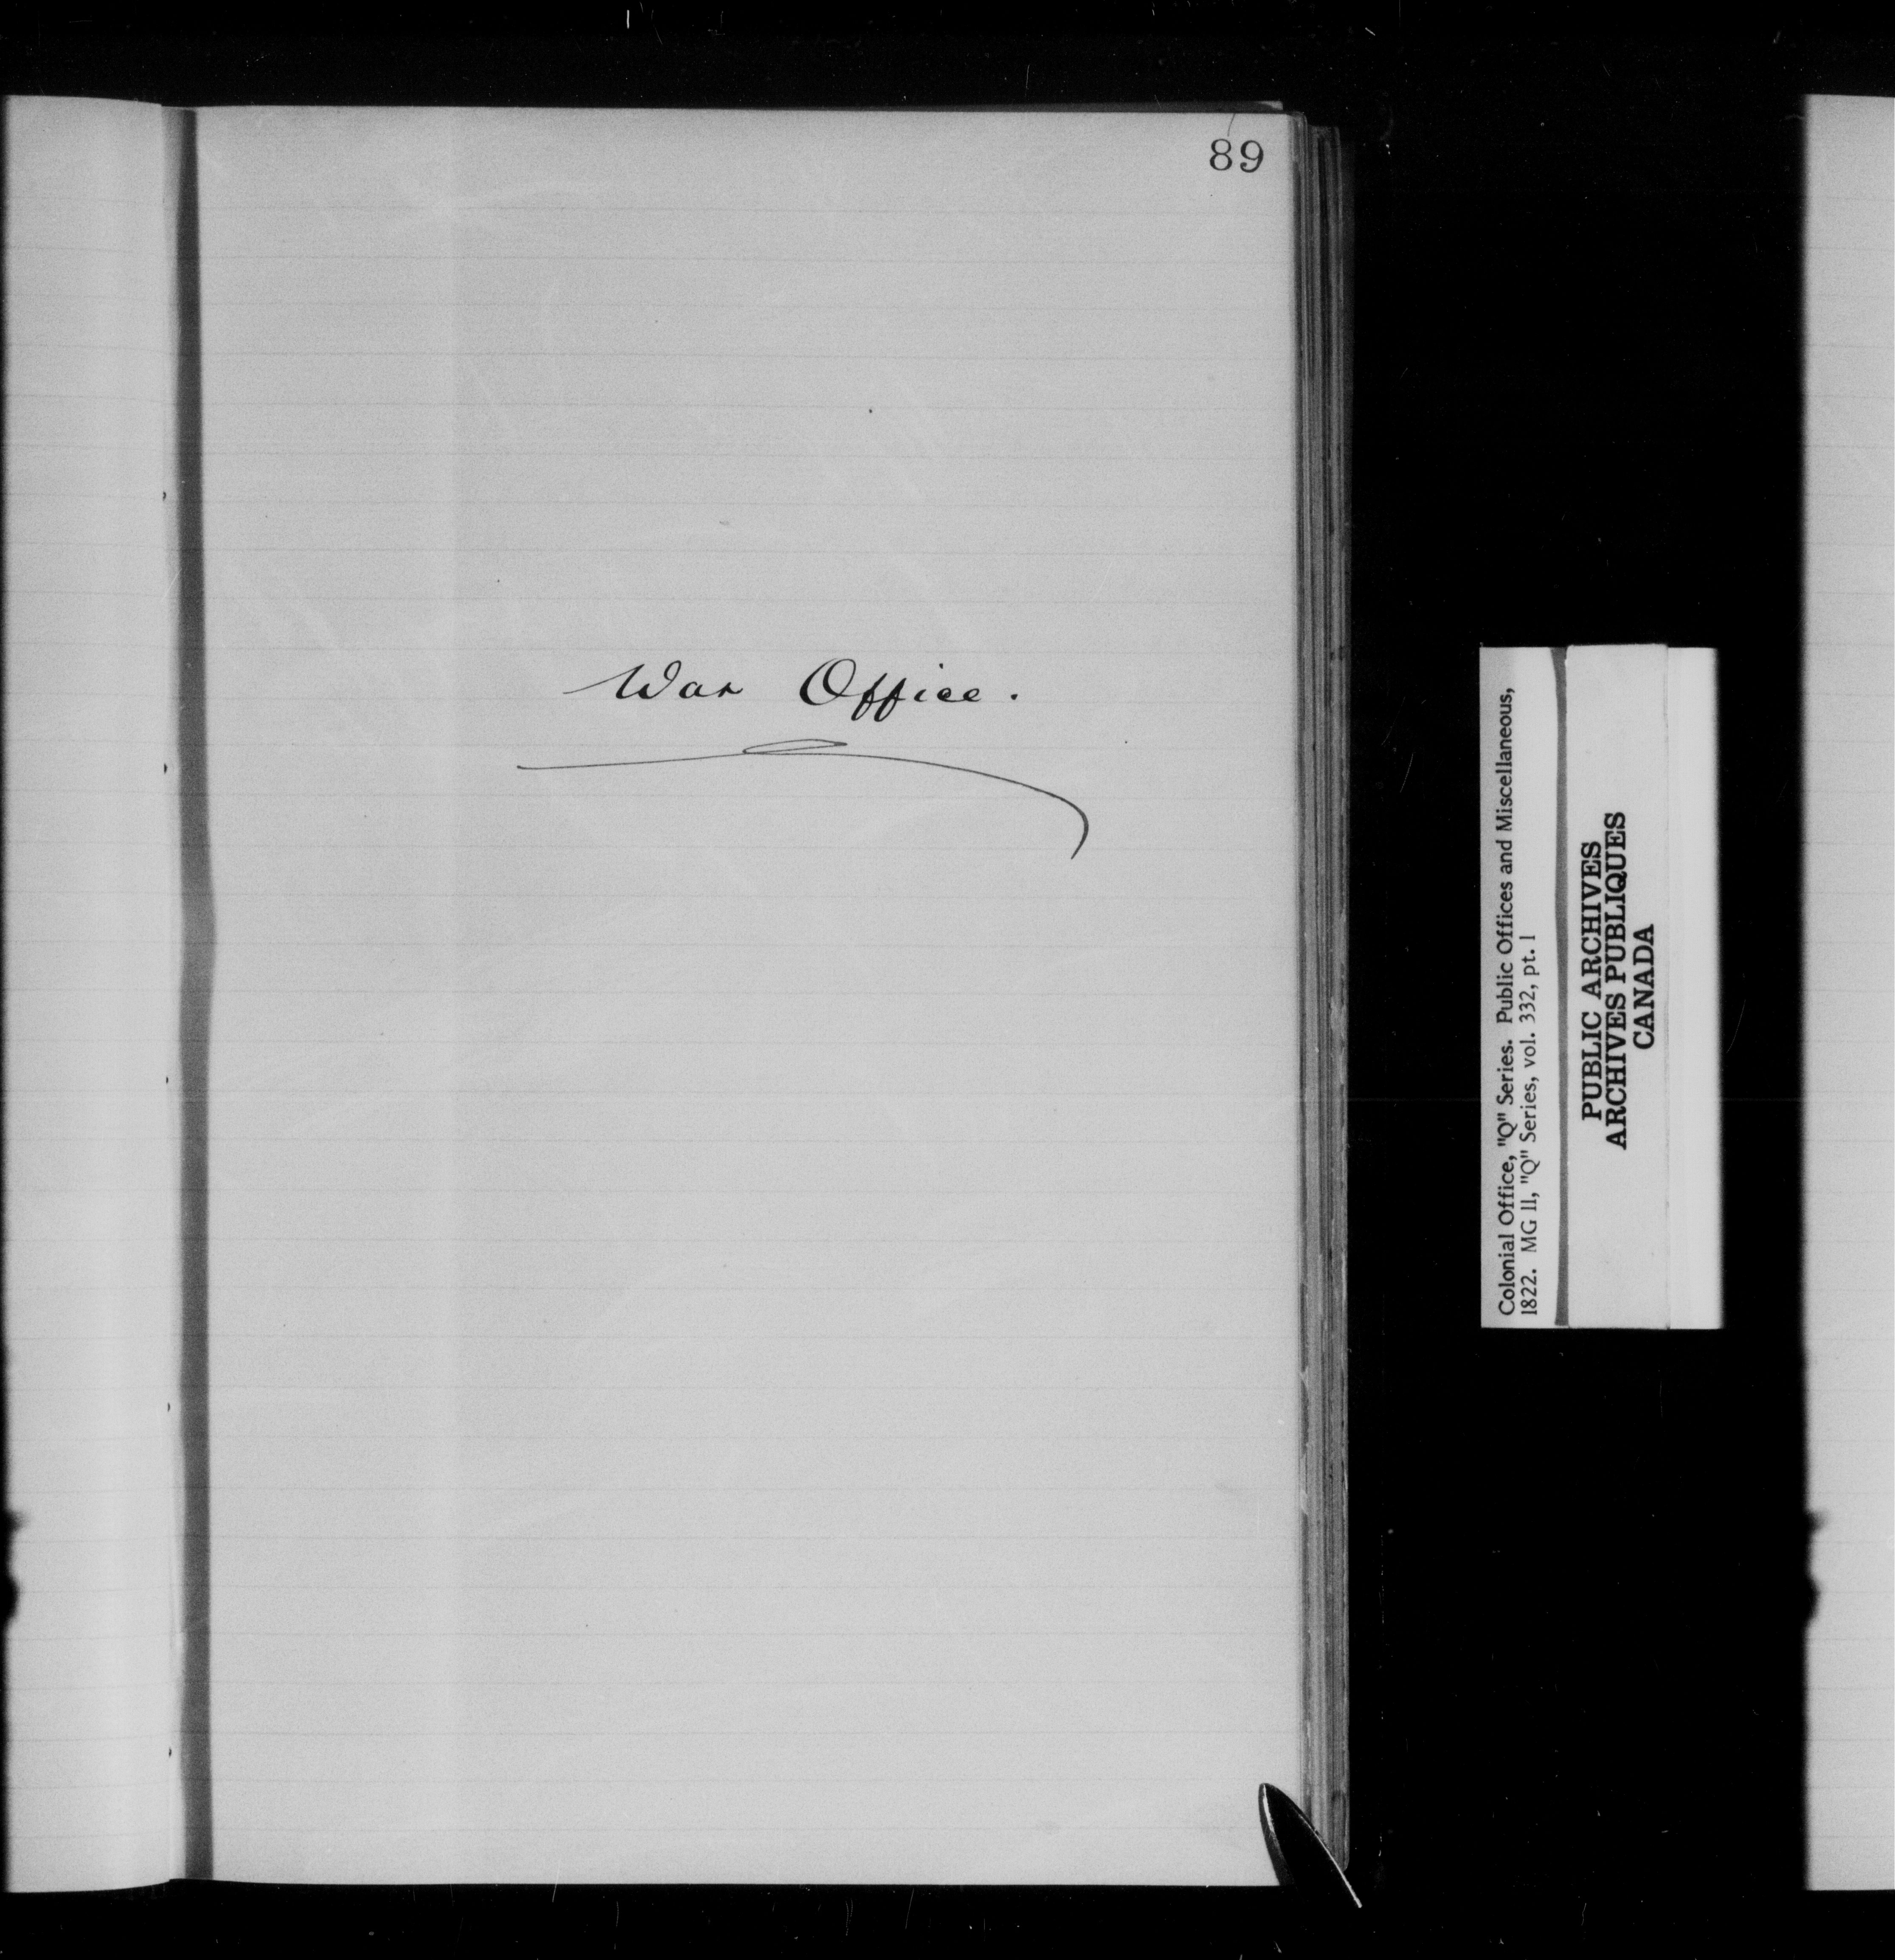 89
War Office.
Colonial Office, "Q" Series. Public Offices and Miscellaneous,
1822. MG 11, "Q" Series, vol. 332, pt. 1
PUBLIC ARCHIVES
ARCHIVES PUBLIQUES
CANADA